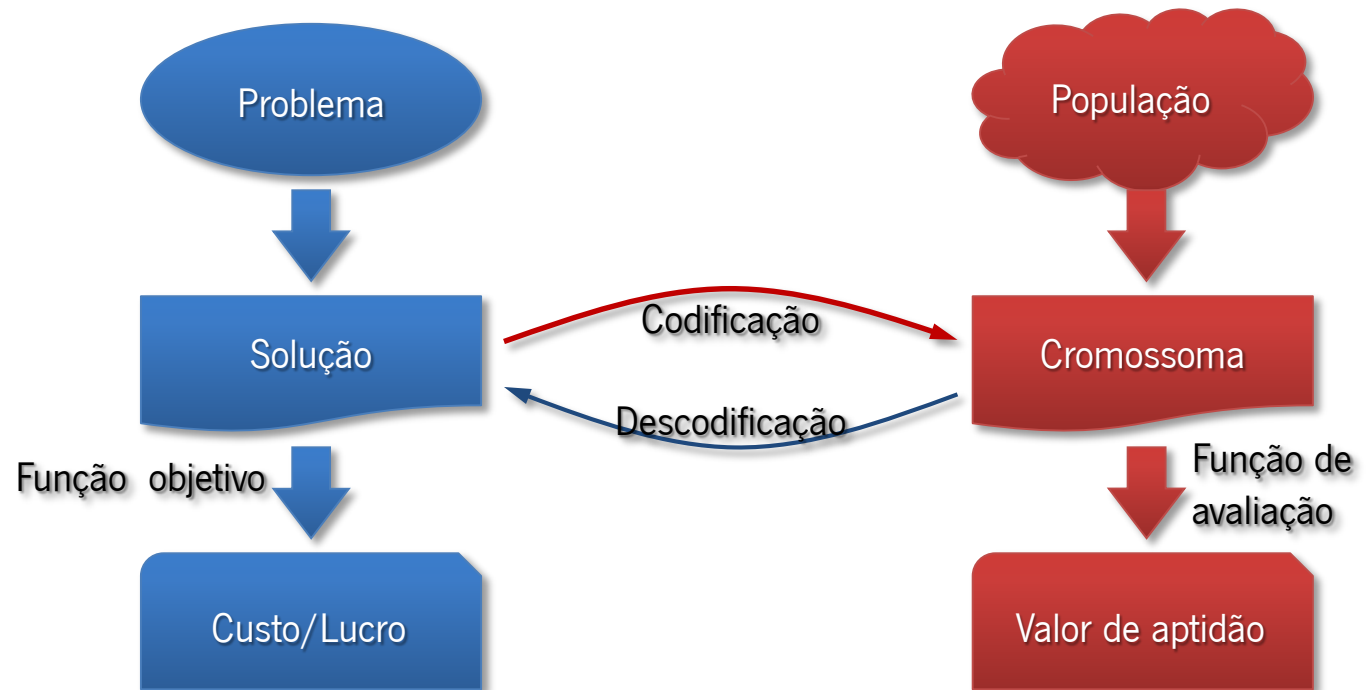 Problema
População
Codificação
Solução
Cromossoma
Descodificação
Função objetivo
Função de
avaliação
Custo/Lucro
Valor de aptidão